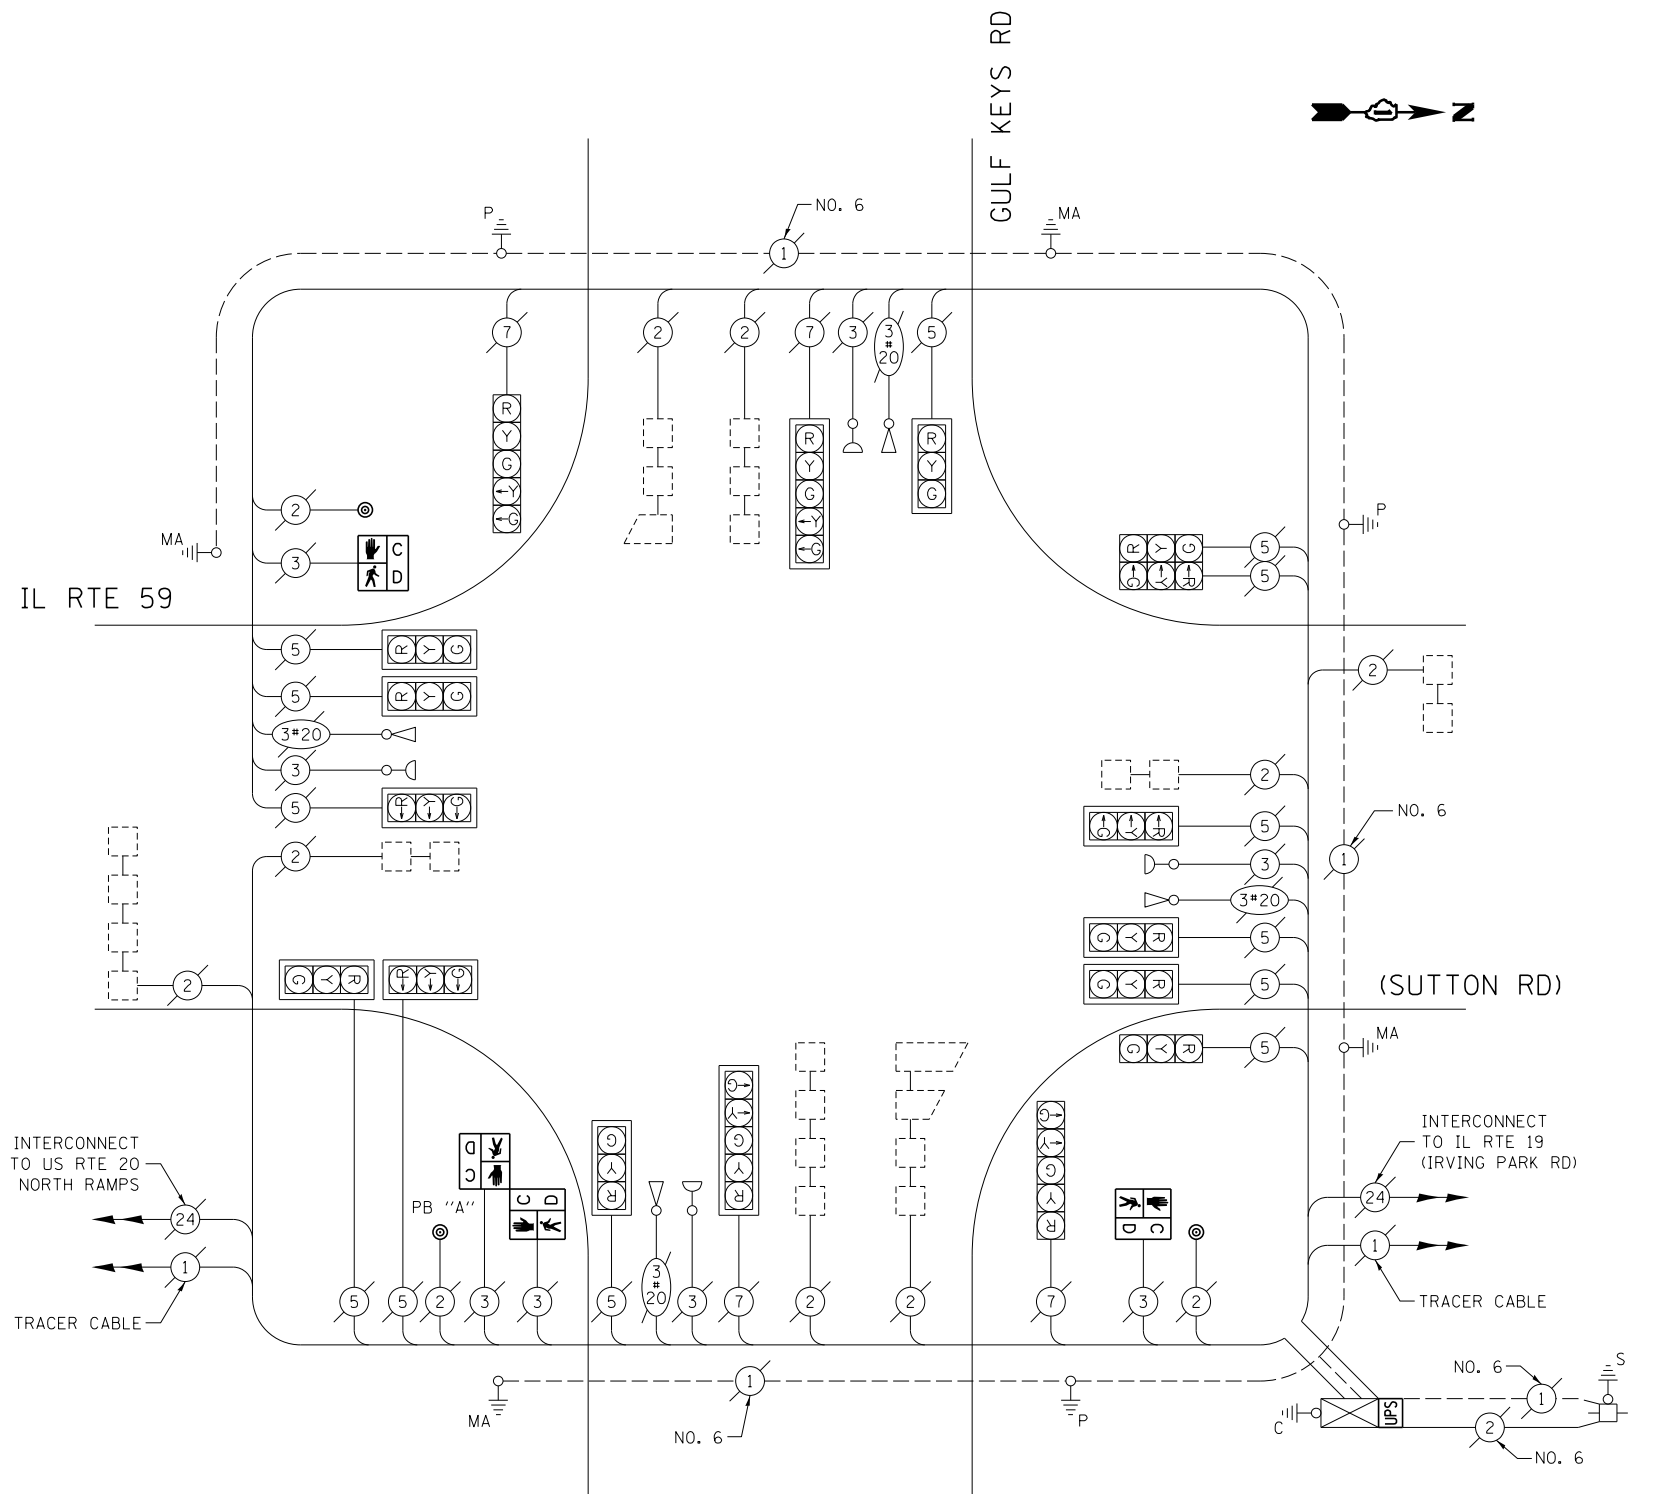 GULF KEYS RD
N
P
NO. 6
MA
1
7
2
2
7
3
3
#
20
5
R
Y
G
Y
G
R
Y
G
Y
G
R
Y
G
2
3
C
D
MA
P
R Y G
5
G Y R
5
IL RTE 59
5
R Y G
5
R Y G
3#20
3
5
R Y G
2
2
2
2
G Y R
5
3
3#20
G Y R
5
G Y R
5
G Y R
5
NO. 6
1
(SUTTON RD)
MA
G Y R
R Y G
INTERCONNECT
TO US RTE 20
NORTH RAMPS
24
1
TRACER CABLE
PB "A"
D
C
C D
G
Y
R
G
Y
G
Y
R
G
Y
G
Y
R
D C
INTERCONNECT
TO IL RTE 19
(IRVING PARK RD)
24
1
TRACER CABLE
5
5
2
3
3
5
3
#
20
3
7
2
2
7
3
2
MA
1
NO. 6
P
C
UPS
NO. 6
1
S
2
NO. 6